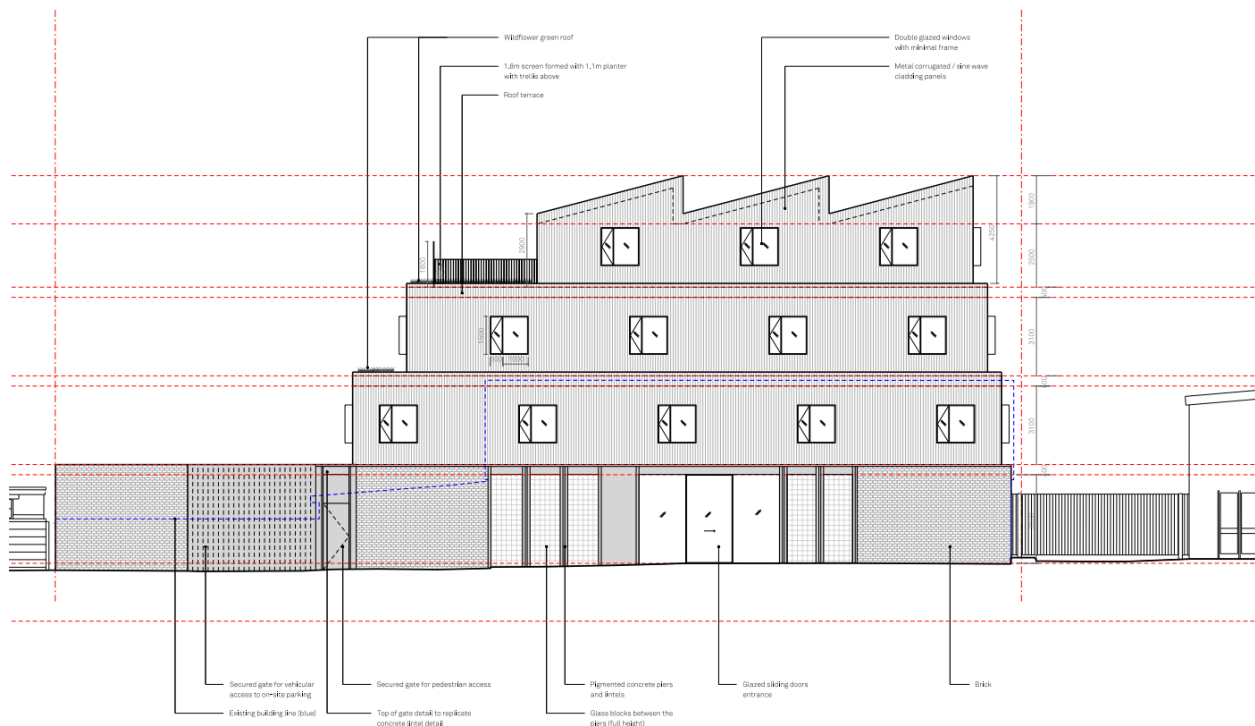 Wildflower green roof
1.8m screen formed with 1.1m planter
with trellis above
Roof terrace
Double glazed windows
with minimal frame
Metal corrugated / sine wave
cladding panels
1900
2900
4250
1800
2500
3100
1500
500
1000
3100
Secured gate for vehicular
access to on-site parking
Existing building line (blue)
Secured gate for pedestrian access
Top of gate detail to replicate
concrete lintel detail
Pigmented concrete piers
and lintels
Glass blocks between the
piers (full height)
Glazed sliding doors
entrance
Brick